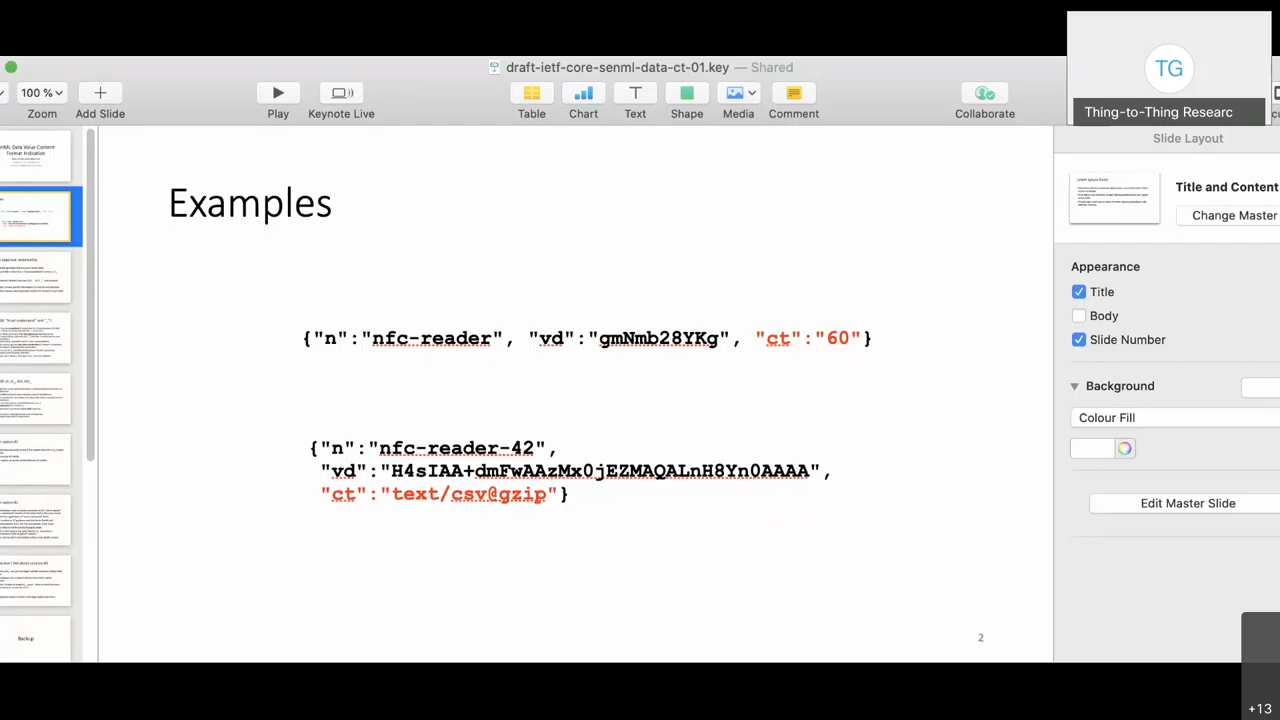 draft-ietf-core-senml-data-ct-01.key — Shared
TG
Thing-to-Thing Researc
100 %
Zoom
Add Slide
Play
Keynote Live
Table
Chart
Text
Shape
Media
Comment
Collaborate
Slide Layout
Title and Content
Change Master
Appearance
Title
Body
Slide Number
Background
Colour Fill
Edit Master Slide
Examples
{"n":"nfc-reader", "vd":"gmNmb28YKg", "ct":"60"}
{"n":"nfc-reader-42",
"vd":"H4sIAA+dmFwAAzMx0jEZMAQALnH8Yn0AAAA",
"ct":"text/csv@gzip"}
2
Backup
+13